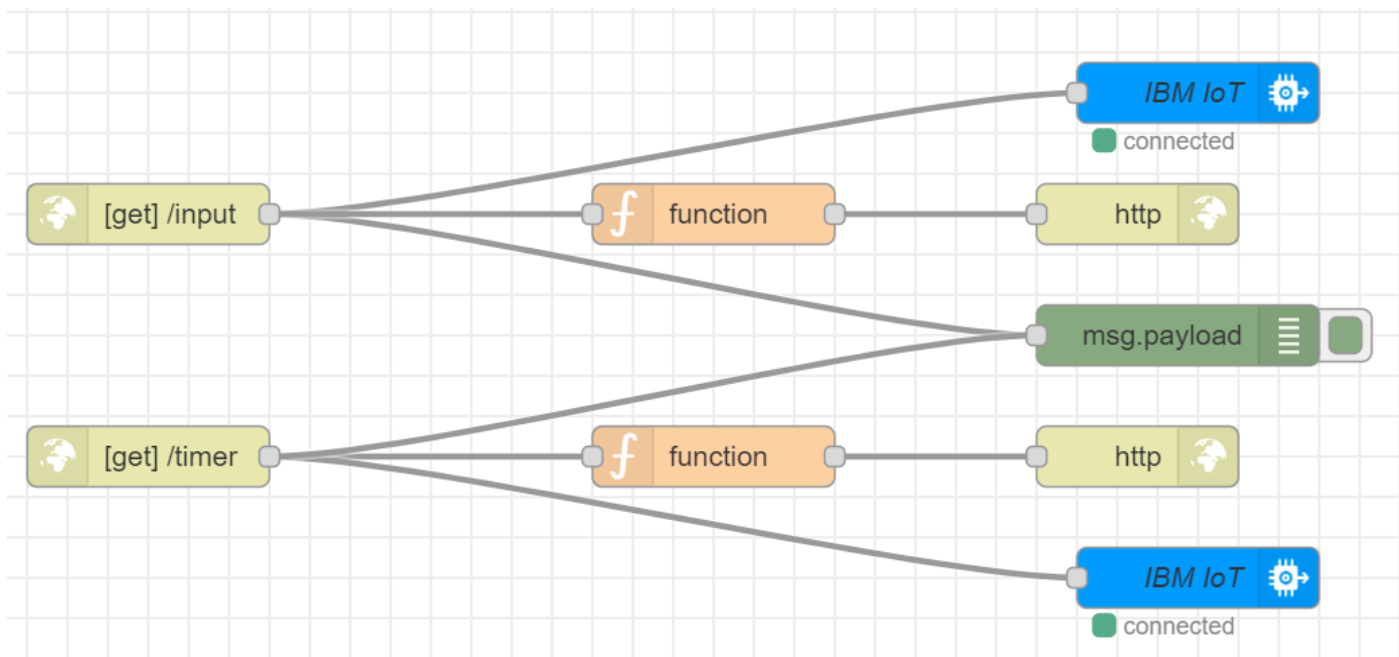 IBM IoT
connected
[get] /input
function
http
msg.payload
[get] /timer
function
http
IBM IoT
connected